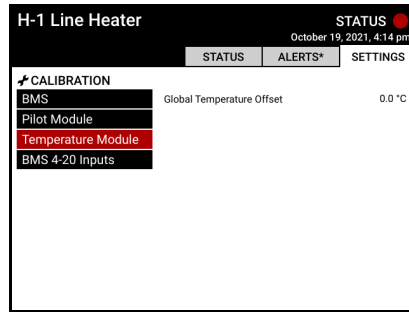 H-1 Line Heater
STATUS
October 19, 2021, 4:14 pm
STATUS
ALERTS*
SETTINGS
CALIBRATION
BMS
Global Temperature Offset
0.0 °C
Pilot Module
Temperature Module
BMS 4-20 Inputs